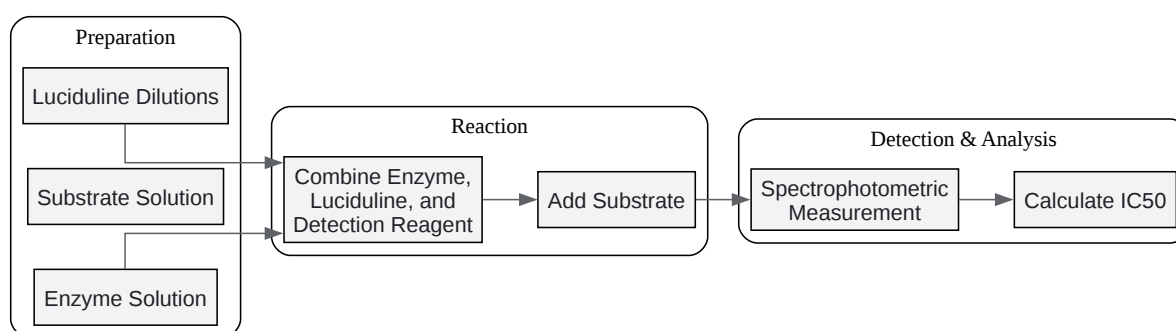 Preparation
Luciduline Dilutions
Substrate Solution
Enzyme Solution
Reaction
Combine Enzyme,
Luciduline, and
Detection Reagent
Add Substrate
Detection & Analysis
Spectrophotometric
Measurement
Calculate IC50